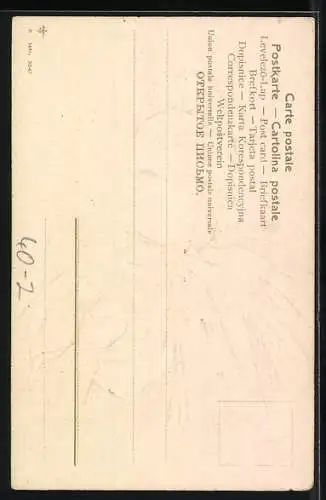 Carte postale
Postkarte — Cartolina postale
Levelező-Lap — Post card — Briefkaart
Brefkort — Tarjeta postal
Dopisnice — Karta Korespondencyjna
Correspondenzkarte — Dopisnica
Weltpostverein
Union postale universelle — Unione postale universale
ОТКРЫТОЕ ПИСЬМО.
40-2